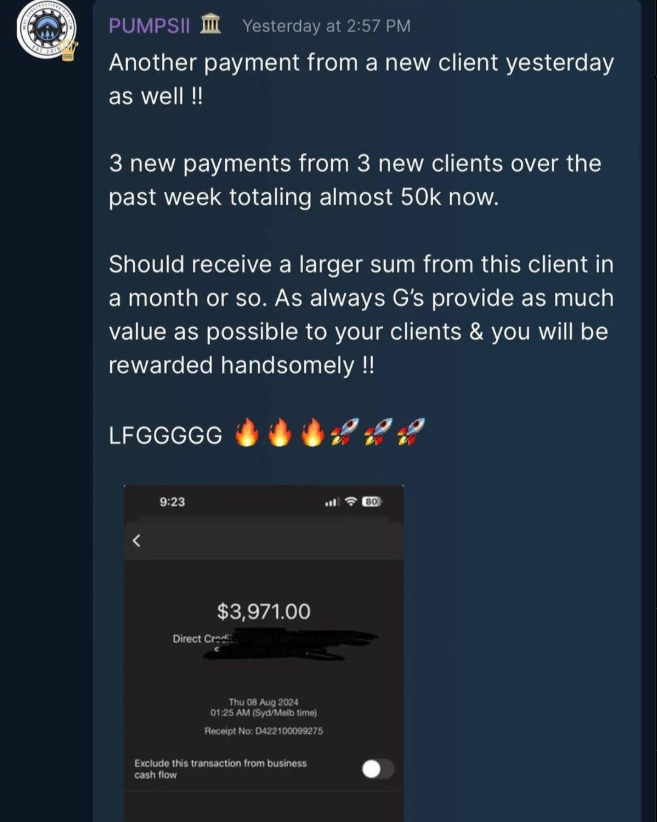 PUMPSII 🏛 Yesterday at 2:57 PM
Another payment from a new client yesterday
as well !!
3 new payments from 3 new clients over the
past week totaling almost 50k now.
Should receive a larger sum from this client in
a month or so. As always G's provide as much
value as possible to your clients & you will be
rewarded handsomely !!
LFGGGGG 🔥🔥🔥🚀🚀🚀
9:23 80
$3,971.00
Direct
Thu 08 Aug 2024
01:25 AM (Syd/Melb time)
Receipt No: D422100099275
Exclude this transaction from business
cash flow